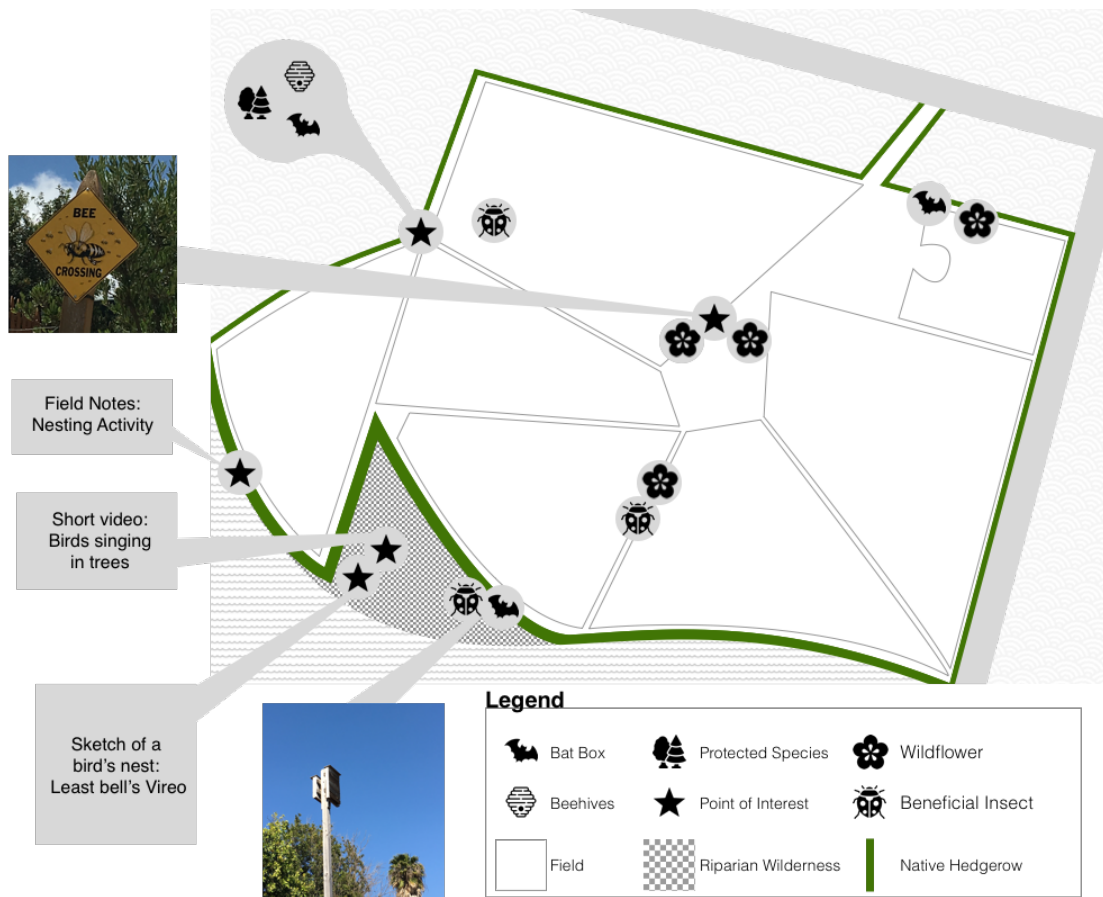 BEE
CROSSING
Field Notes:
Nesting Activity
Short video:
Birds singing
in trees
Sketch of a
bird's nest:
Least bell's Vireo
Legend
Bat Box
Protected Species
Wildflower
Beehives
Point of Interest
Beneficial Insect
Field
Riparian Wilderness
Native Hedgerow